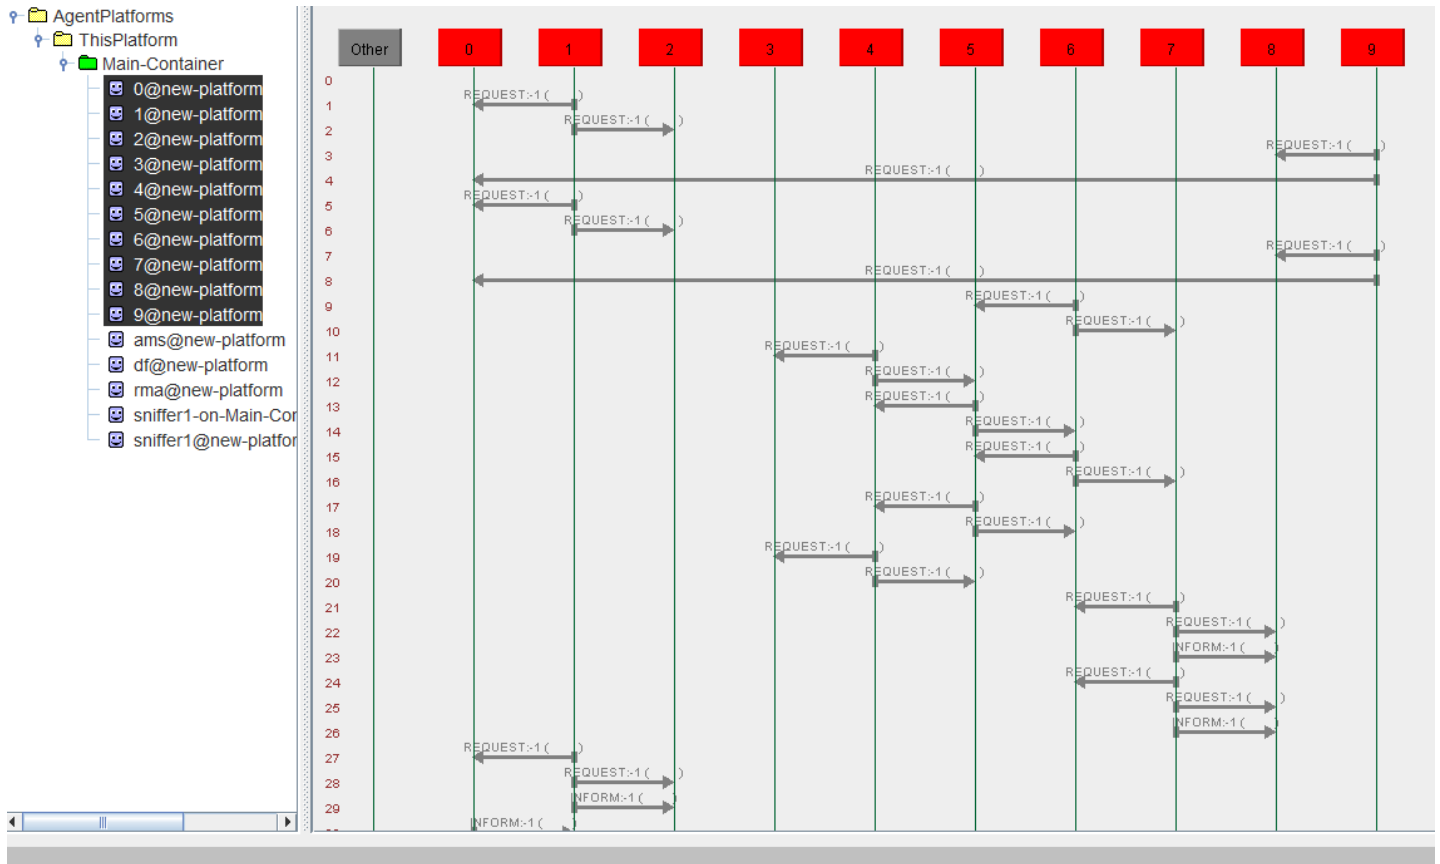 AgentPlatforms
ThisPlatform
Main-Container
0@new-platform
1@new-platform
2@new-platform
3@new-platform
4@new-platform
5@new-platform
6@new-platform
7@new-platform
8@new-platform
9@new-platform
ams@new-platform
df@new-platform
rma@new-platform
sniffer1-on-Main-Cor
sniffer1@new-platfor
Other 0 1 2 3 4 5 6 7 8 9
0
REQUEST:-1 ( )
1
REQUEST:-1 ( )
2
REQUEST:-1 ( )
3
REQUEST:-1 ( )
4
REQUEST:-1 ( )
5
REQUEST:-1 ( )
6
REQUEST:-1 ( )
7
REQUEST:-1 ( )
8
REQUEST:-1 ( )
9
REQUEST:-1 ( )
10
REQUEST:-1 ( )
11
REQUEST:-1 ( )
12
REQUEST:-1 ( )
13
REQUEST:-1 ( )
14
REQUEST:-1 ( )
15
REQUEST:-1 ( )
16
REQUEST:-1 ( )
17
REQUEST:-1 ( )
18
REQUEST:-1 ( )
19
REQUEST:-1 ( )
20
REQUEST:-1 ( )
21
REQUEST:-1 ( )
22
INFORM:-1 ( )
23
REQUEST:-1 ( )
24
REQUEST:-1 ( )
25
INFORM:-1 ( )
26
REQUEST:-1 ( )
27
REQUEST:-1 ( )
28
INFORM:-1 ( )
29
INFORM:-1 ( )